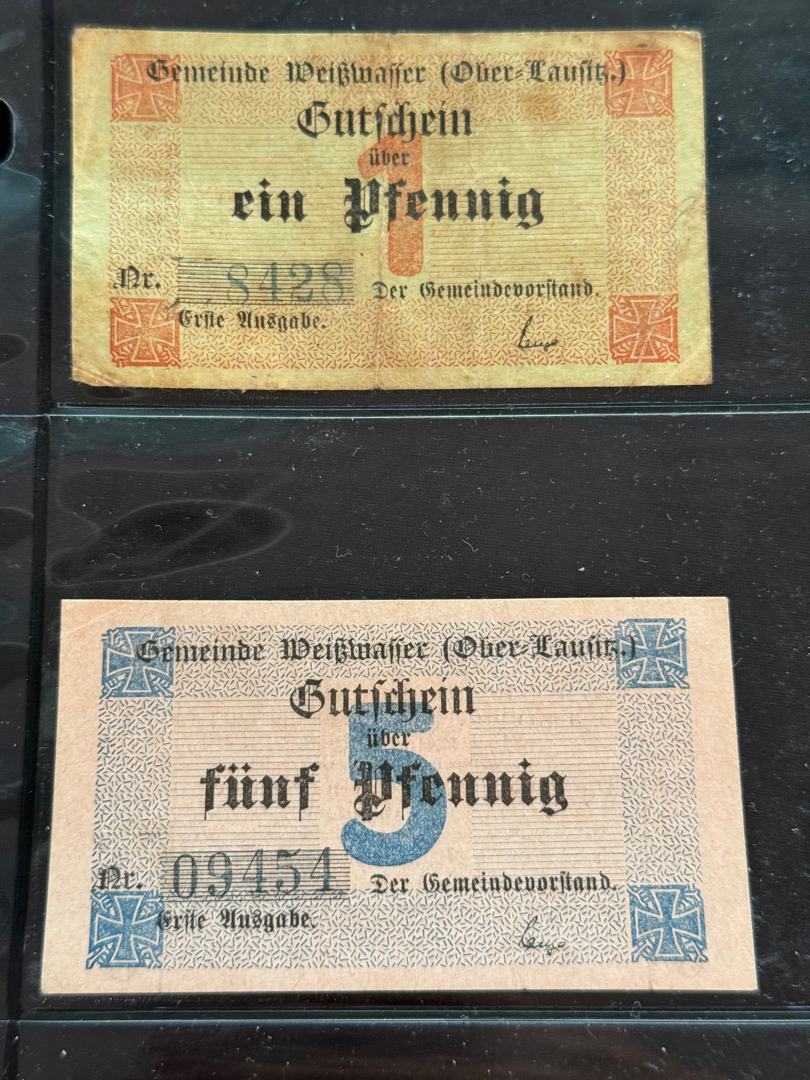 Gemeinde Weißwasser (Ober-Lausitz.)
Gutschein
über
1
ein Pfennig
Nr. 8428
Der Gemeindevorstand.
Erste Ausgabe.
Gemeinde Weißwasser (Ober-Lausitz.)
Gutschein
über
5
fünf Pfennig
Nr. 09454
Der Gemeindevorstand.
Erste Ausgabe.